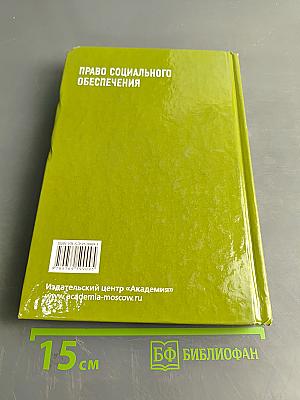 ПРАВО СОЦИАЛЬНОГО
ОБЕСПЕЧЕНИЯ
Издательский центр «Академия»
www.academia-moscow.ru
15 см
БФ БИБЛИОФАН